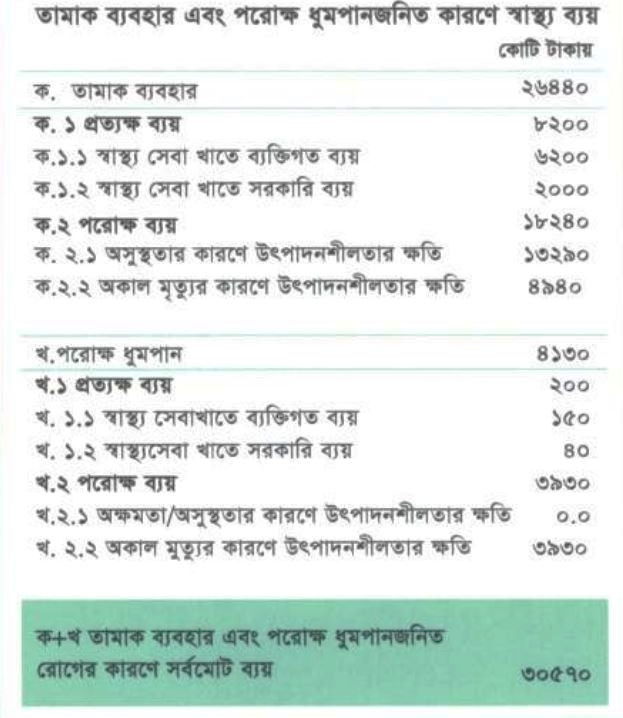 তামাক ব্যবহার এবং পরোক্ষ ধুমপানজনিত কারণে স্বাস্থ্য ব্যয়
কোটি টাকায়
ক. তামাক ব্যবহার ২৬৪৪০
ক. ১ প্রত্যক্ষ ব্যয় ৮২০০
ক.১.১ স্বাস্থ্য সেবা খাতে ব্যক্তিগত ব্যয় ৬২০০
ক.১.২ স্বাস্থ্য সেবা খাতে সরকারি ব্যয় ২০০০
ক.২ পরোক্ষ ব্যয় ১৮২৪০
ক. ২.১ অসুস্থতার কারণে উৎপাদনশীলতার ক্ষতি ১৩২৯০
ক.২.২ অকাল মৃত্যুর কারণে উৎপাদনশীলতার ক্ষতি ৪৯৪০
খ.পরোক্ষ ধুমপান ৪১৩০
খ.১ প্রত্যক্ষ ব্যয় ২০০
খ. ১.১ স্বাস্থ্য সেবাখাতে ব্যক্তিগত ব্যয় ১৫০
খ. ১.২ স্বাস্থ্যসেবা খাতে সরকারি ব্যয় ৪০
খ.২ পরোক্ষ ব্যয় ৩৯৩০
খ.২.১ অক্ষমতা/অসুস্থতার কারণে উৎপাদনশীলতার ক্ষতি ০.০
খ. ২.২ অকাল মৃত্যুর কারণে উৎপাদনশীলতার ক্ষতি ৩৯৩০
ক+খ তামাক ব্যবহার এবং পরোক্ষ ধুমপানজনিত
রোগের কারণে সর্বমোট ব্যয় ৩০৫৭০